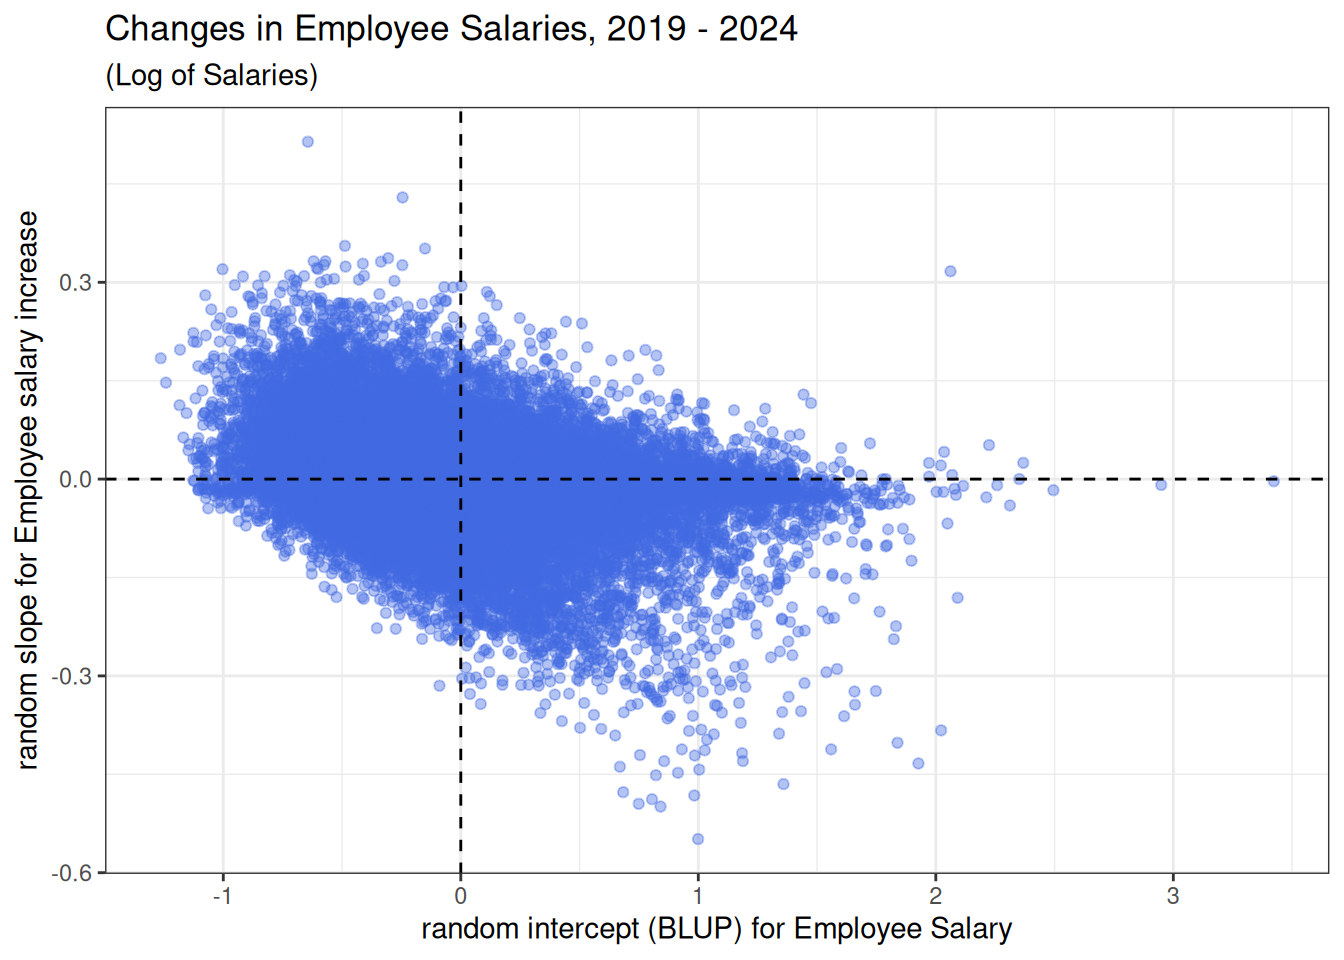 Changes in Employee Salaries, 2019 - 2024
(Log of Salaries)
random slope for Employee salary increase
0.3
0.0
-0.3
-0.6
-1
0
1
2
3
random intercept (BLUP) for Employee Salary